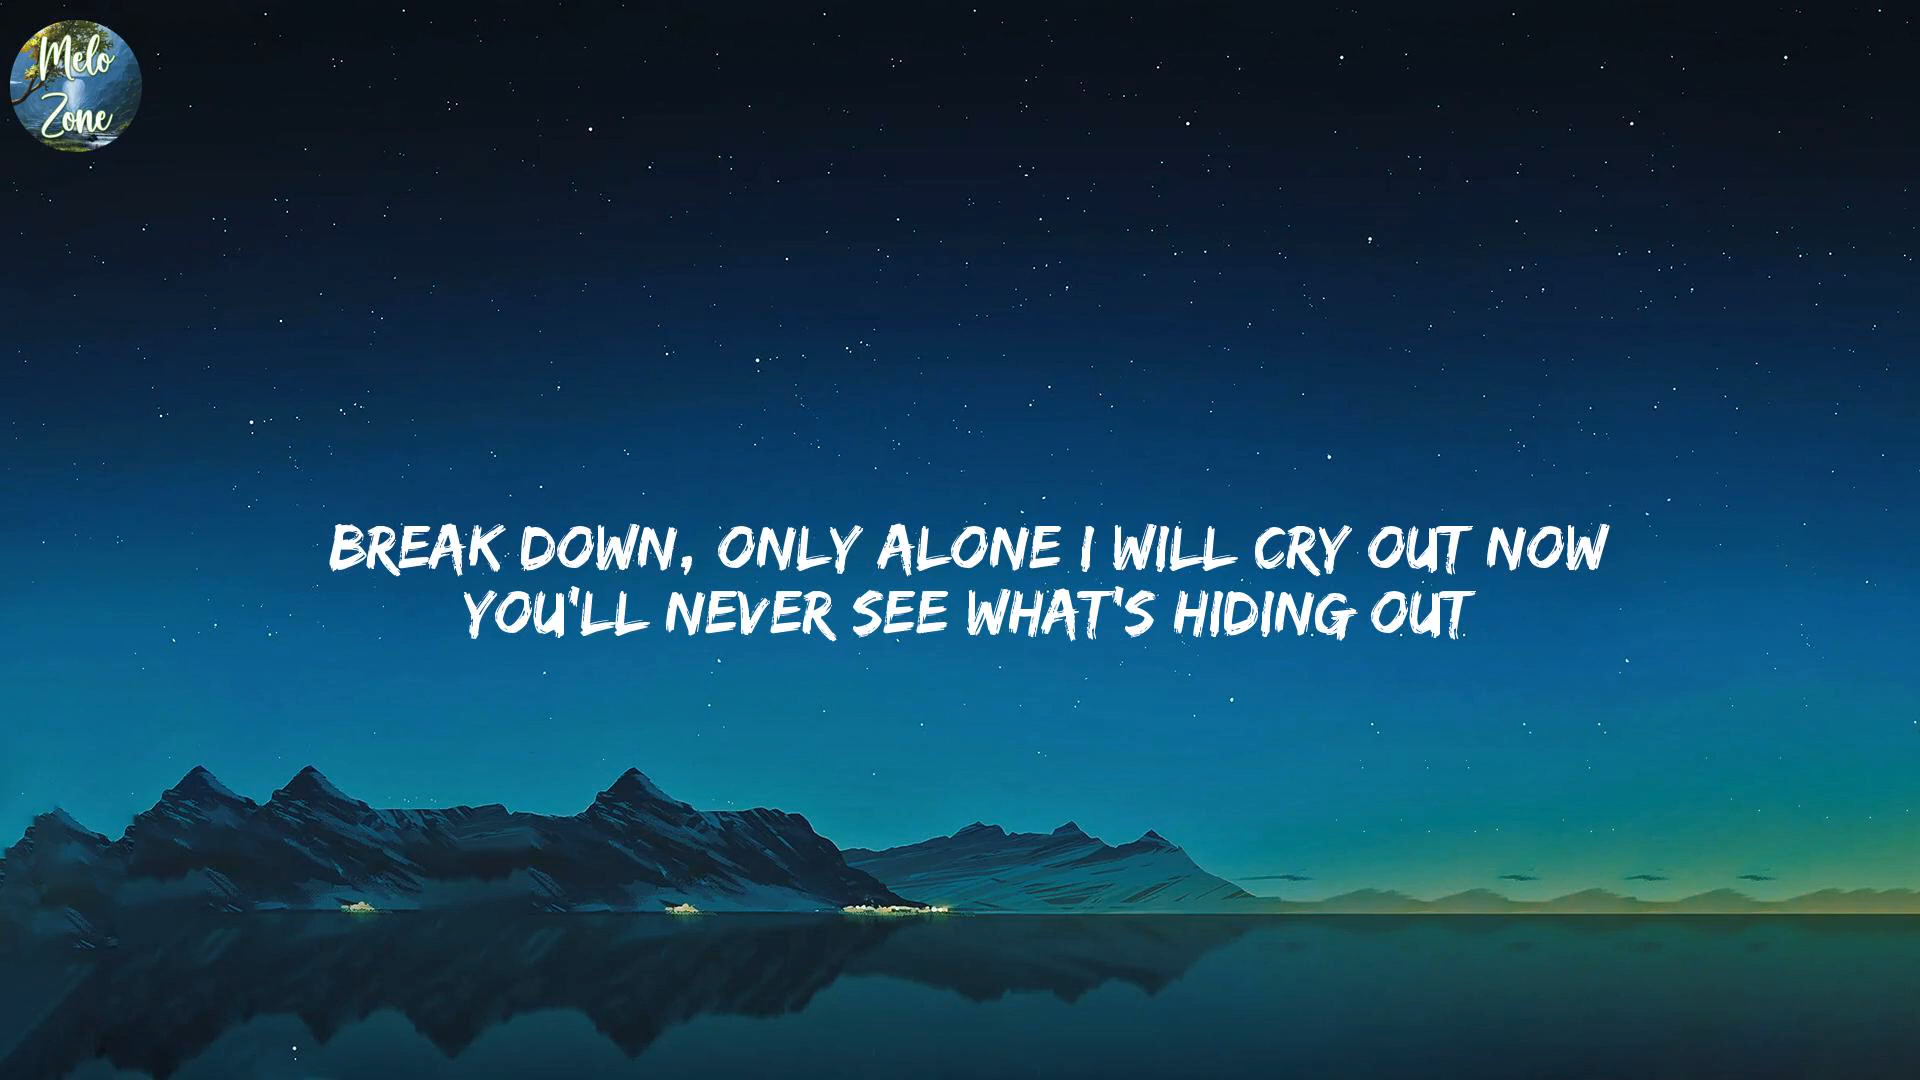 Melo
Zone
BREAK DOWN, ONLY ALONE I WILL CRY OUT NOW
YOU'LL NEVER SEE WHAT'S HIDING OUT